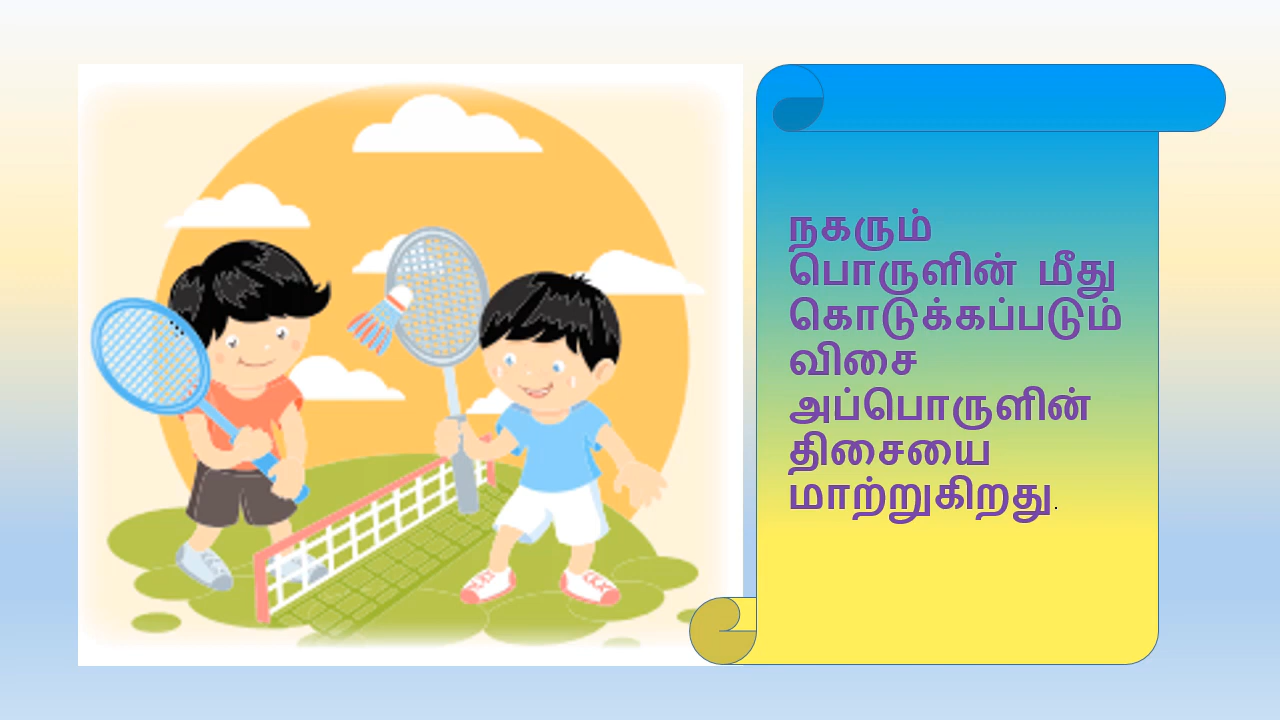 நகரும்
பொருளின் மீது
கொடுக்கப்படும்
விசை
அப்பொருளின்
திசையை
மாற்றுகிறது.